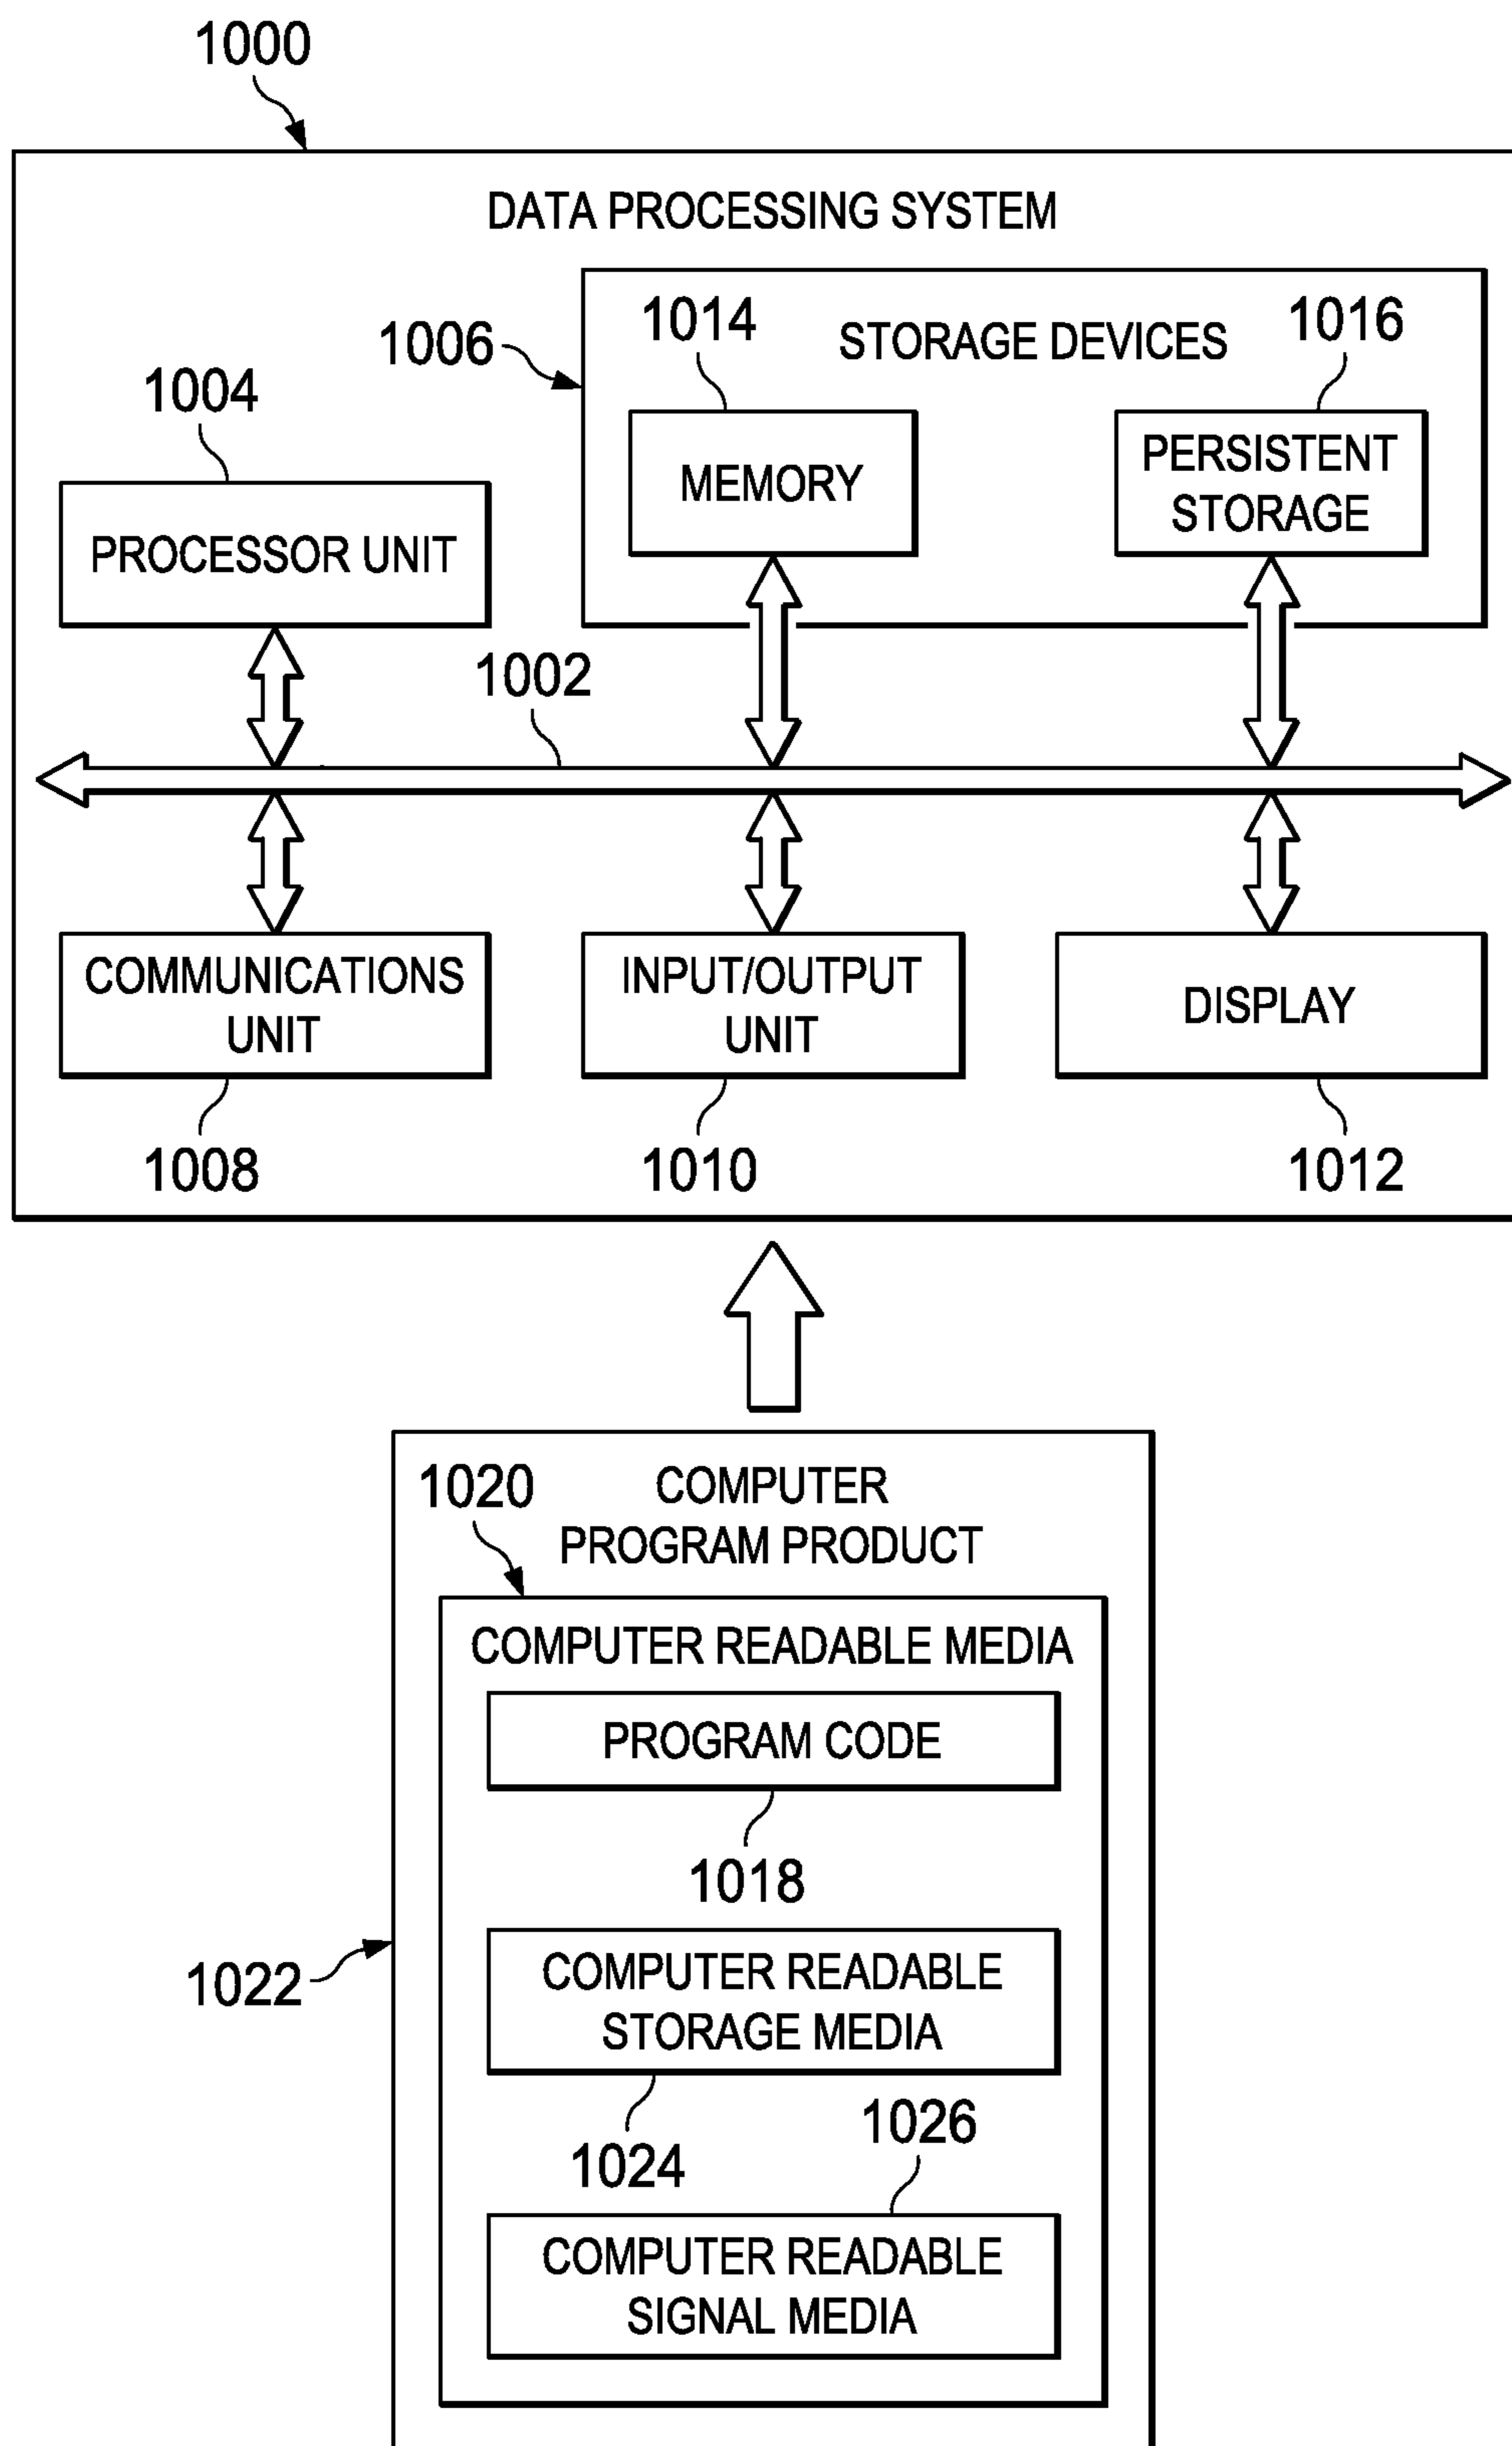 1000
DATA PROCESSING SYSTEM
1006
1014
STORAGE DEVICES
1016
1004
MEMORY
PERSISTENT
STORAGE
PROCESSOR UNIT
1002
COMMUNICATIONS
UNIT
INPUT/OUTPUT
UNIT
DISPLAY
1008
1010
1012
1020
COMPUTER
PROGRAM PRODUCT
COMPUTER READABLE MEDIA
PROGRAM CODE
1018
1022
COMPUTER READABLE
STORAGE MEDIA
1024
1026
COMPUTER READABLE
SIGNAL MEDIA